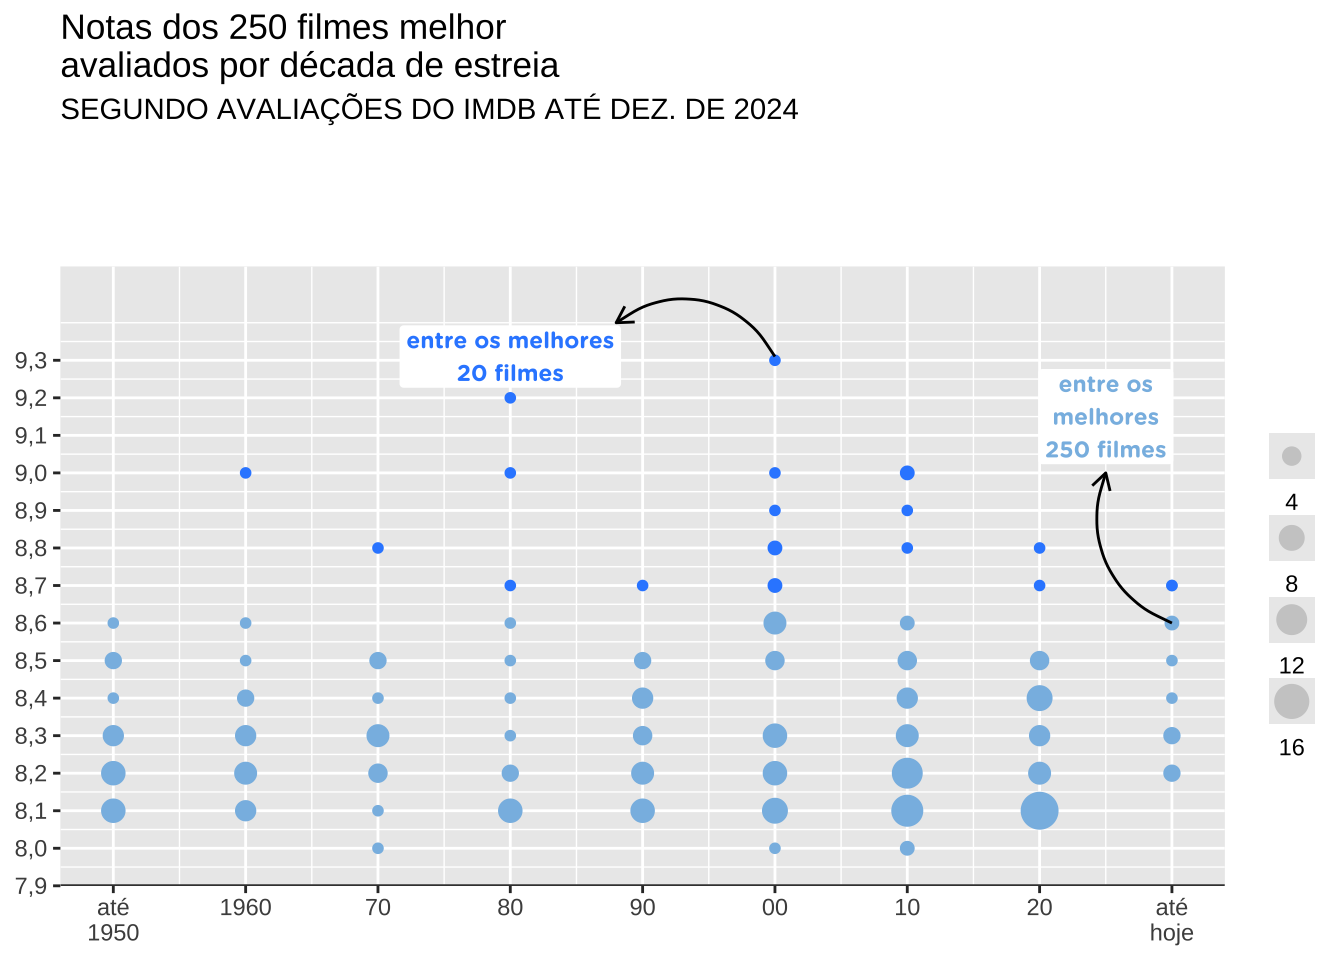 Notas dos 250 filmes melhor
avaliados por década de estreia
SEGUNDO AVALIAÇÕES DO IMDB ATÉ DEZ. DE 2024
entre os melhores
20 filmes
entre os
melhores
250 filmes
9,3
9,2
9,1
9,0
8,9
8,8
8,7
8,6
8,5
8,4
8,3
8,2
8,1
8,0
7,9
até
1950
1960
70
80
90
00
10
20
até
hoje
4
8
12
16